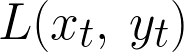 L(x_t, y_t)